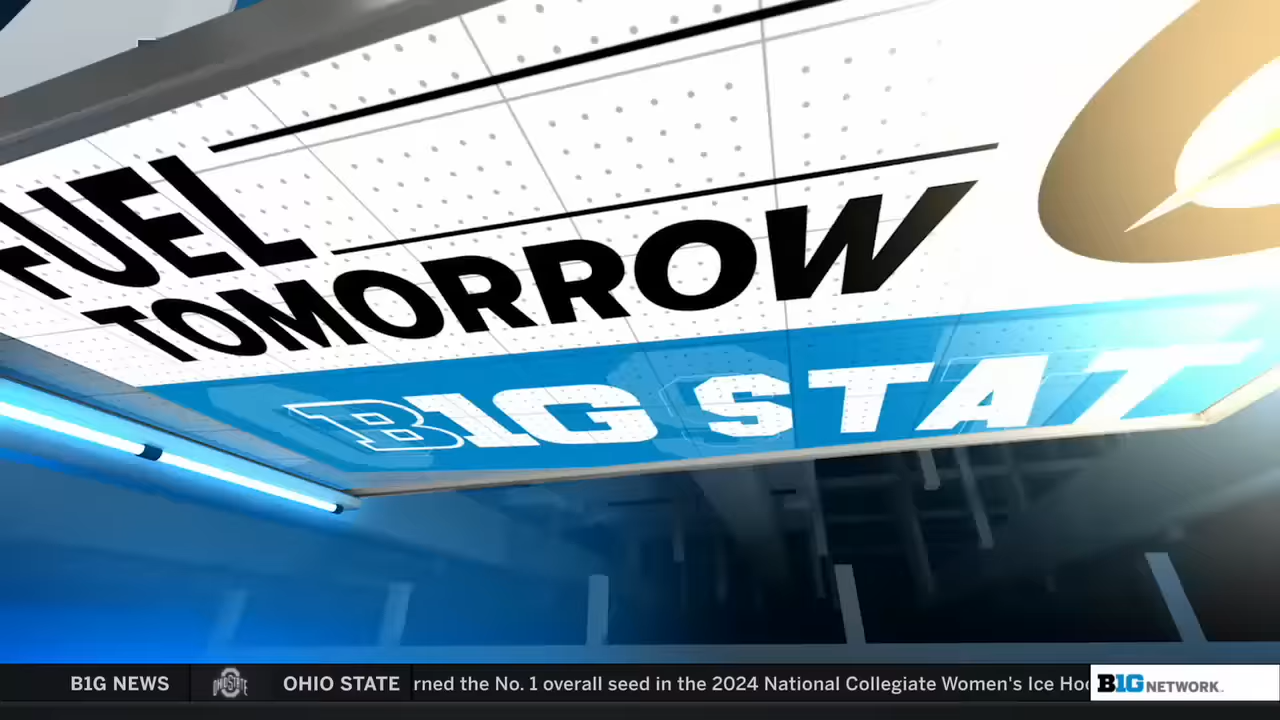 FUEL
TOMORROW
B1G STAT
B1G NEWS
OHIO STATE
rned the No. 1 overall seed in the 2024 National Collegiate Women's Ice Hoc
B1G NETWORK